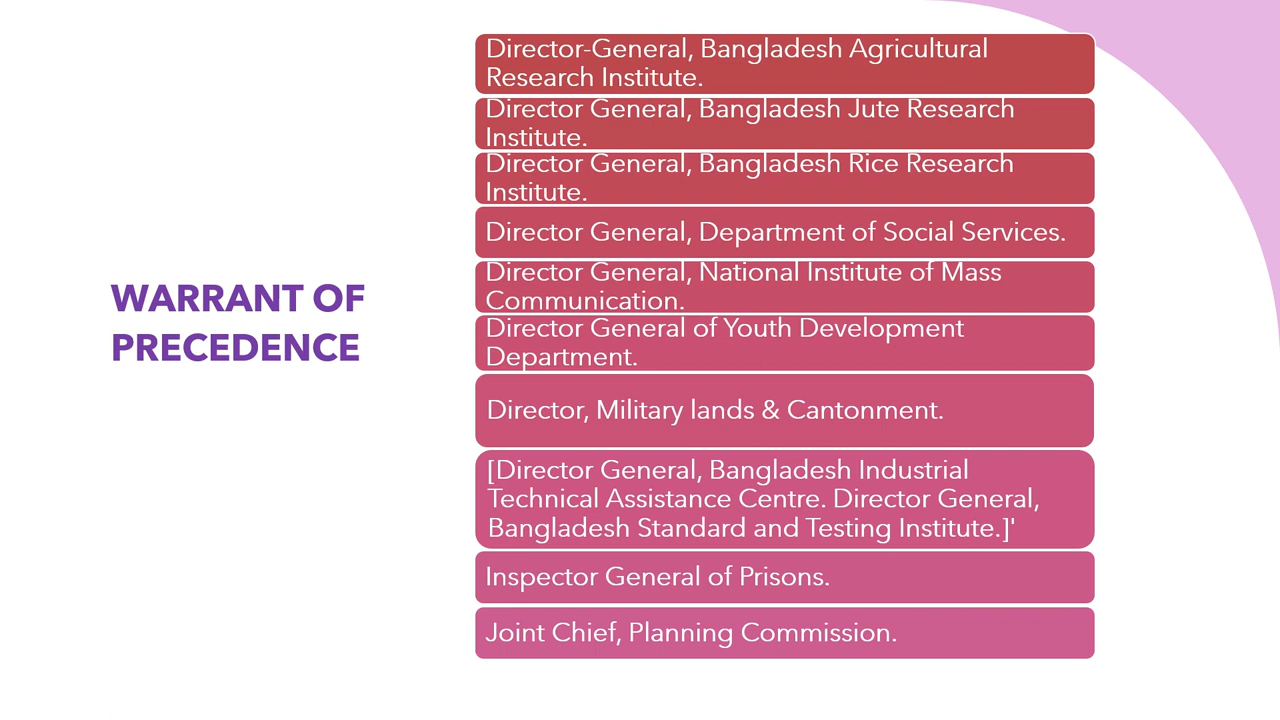 WARRANT OF
PRECEDENCE
Director-General, Bangladesh Agricultural
Research Institute.
Director General, Bangladesh Jute Research
Institute.
Director General, Bangladesh Rice Research
Institute.
Director General, Department of Social Services.
Director General, National Institute of Mass
Communication.
Director General of Youth Development
Department.
Director, Military lands & Cantonment.
[Director General, Bangladesh Industrial
Technical Assistance Centre. Director General,
Bangladesh Standard and Testing Institute.]'
Inspector General of Prisons.
Joint Chief, Planning Commission.